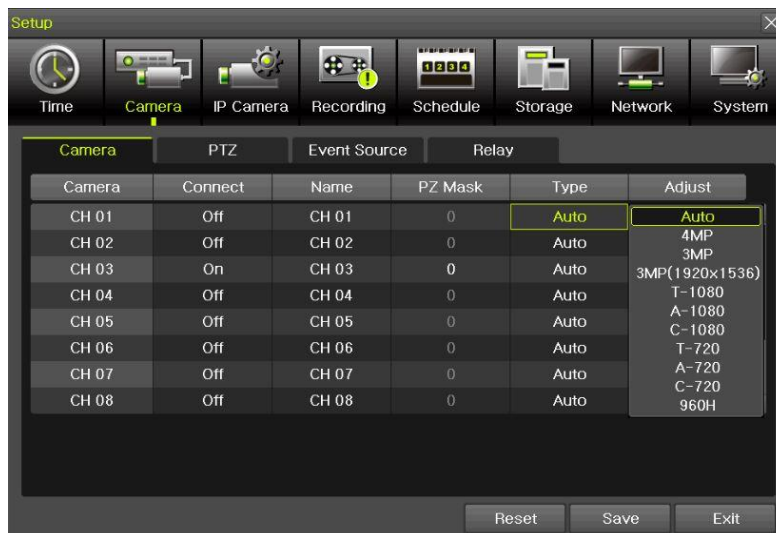 Setup
1 2 3 4
Time Camera IP Camera Recording Schedule Storage Network System
Camera PTZ Event Source Relay
Camera Connect Name PZ Mask Type Adjust
CH 01 Off CH 01 0 Auto
CH 02 Off CH 02 0 Auto
CH 03 On CH 03 0 Auto
CH 04 Off CH 04 0 Auto
CH 05 Off CH 05 0 Auto
CH 06 Off CH 06 0 Auto
CH 07 Off CH 07 0 Auto
CH 08 Off CH 08 0 Auto
Auto
4MP
3MP
3MP(1920x1536)
T-1080
A-1080
C-1080
T-720
A-720
C-720
960H
Reset Save Exit